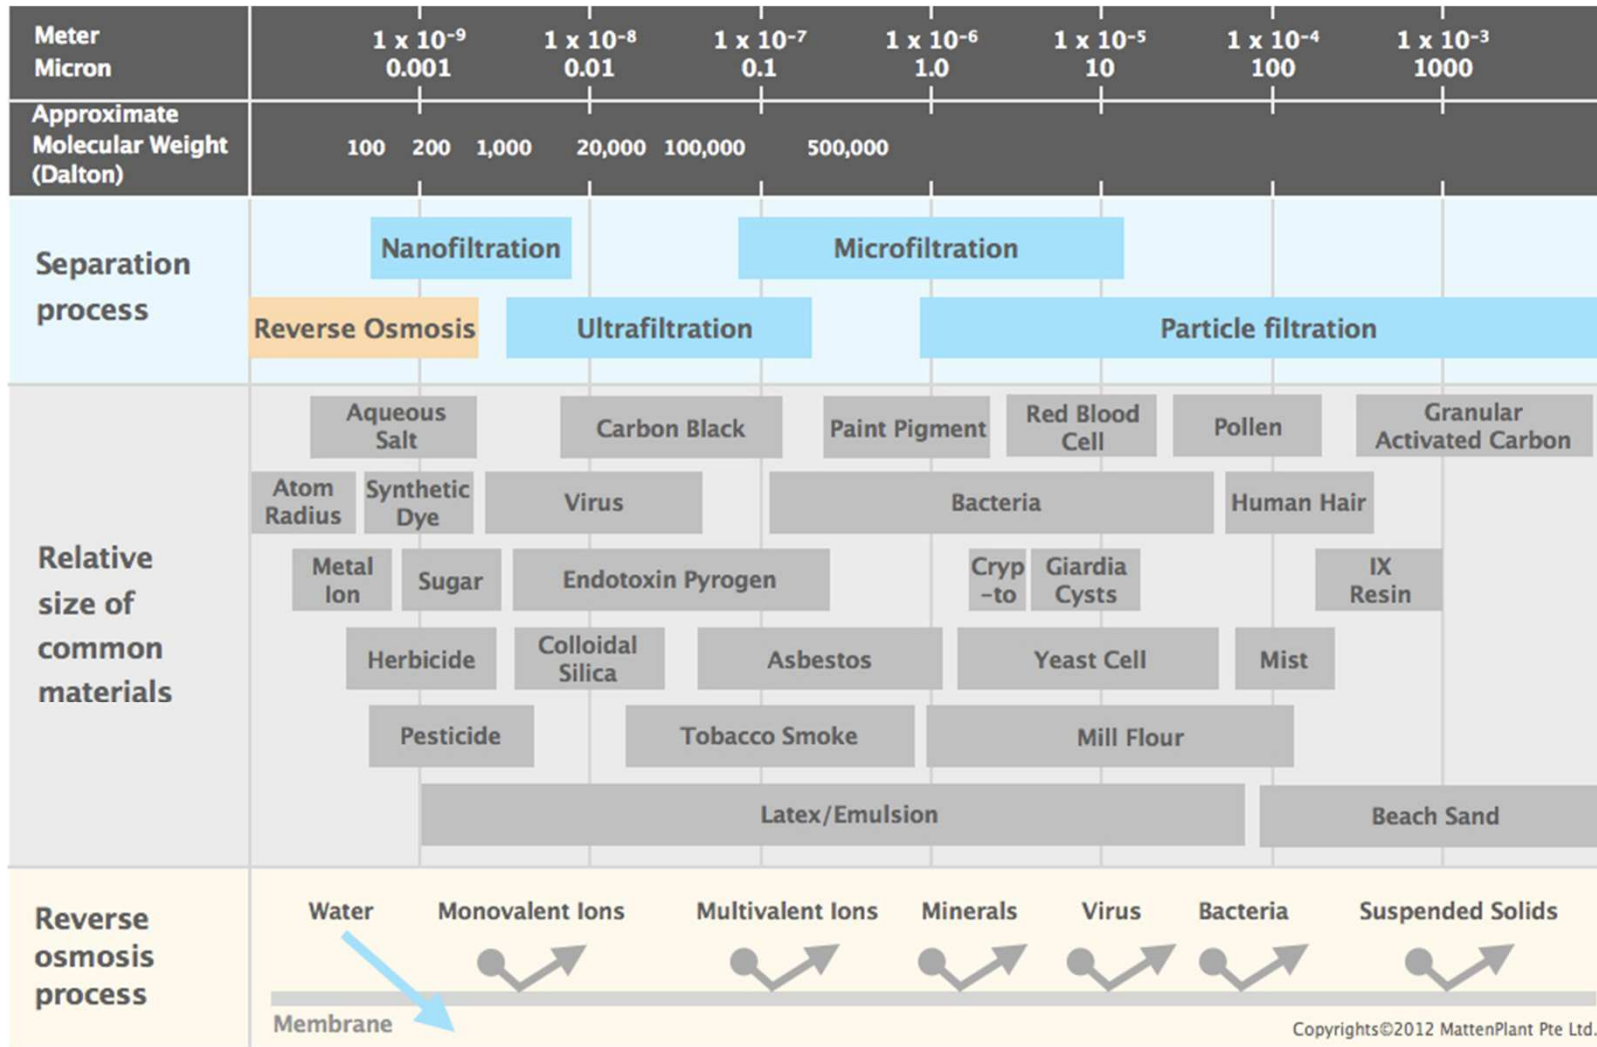 Meter 1 x 10⁻⁹ 1 x 10⁻⁸ 1 x 10⁻⁷ 1 x 10⁻⁶ 1 x 10⁻⁵ 1 x 10⁻⁴ 1 x 10⁻³
Micron 0.001 0.01 0.1 1.0 10 100 1000
Approximate
Molecular Weight
(Dalton)
100 200 1,000 20,000 100,000 500,000
Separation
process
Nanofiltration Microfiltration
Reverse Osmosis Ultrafiltration Particle filtration
Relative
size of
common
materials
Aqueous
Salt
Carbon Black
Paint Pigment
Red Blood
Cell
Pollen
Granular
Activated Carbon
Atom
Radius
Synthetic
Dye
Virus
Bacteria
Human Hair
Metal
Ion
Sugar
Endotoxin Pyrogen
Cryp
-to
Giardia
Cysts
IX
Resin
Herbicide
Colloidal
Silica
Asbestos
Yeast Cell
Mist
Pesticide
Tobacco Smoke
Mill Flour
Latex/Emulsion
Beach Sand
Reverse
osmosis
process
Water Monovalent Ions Multivalent Ions Minerals Virus Bacteria Suspended Solids
Membrane
Copyrights©2012 MattenPlant Pte Ltd.